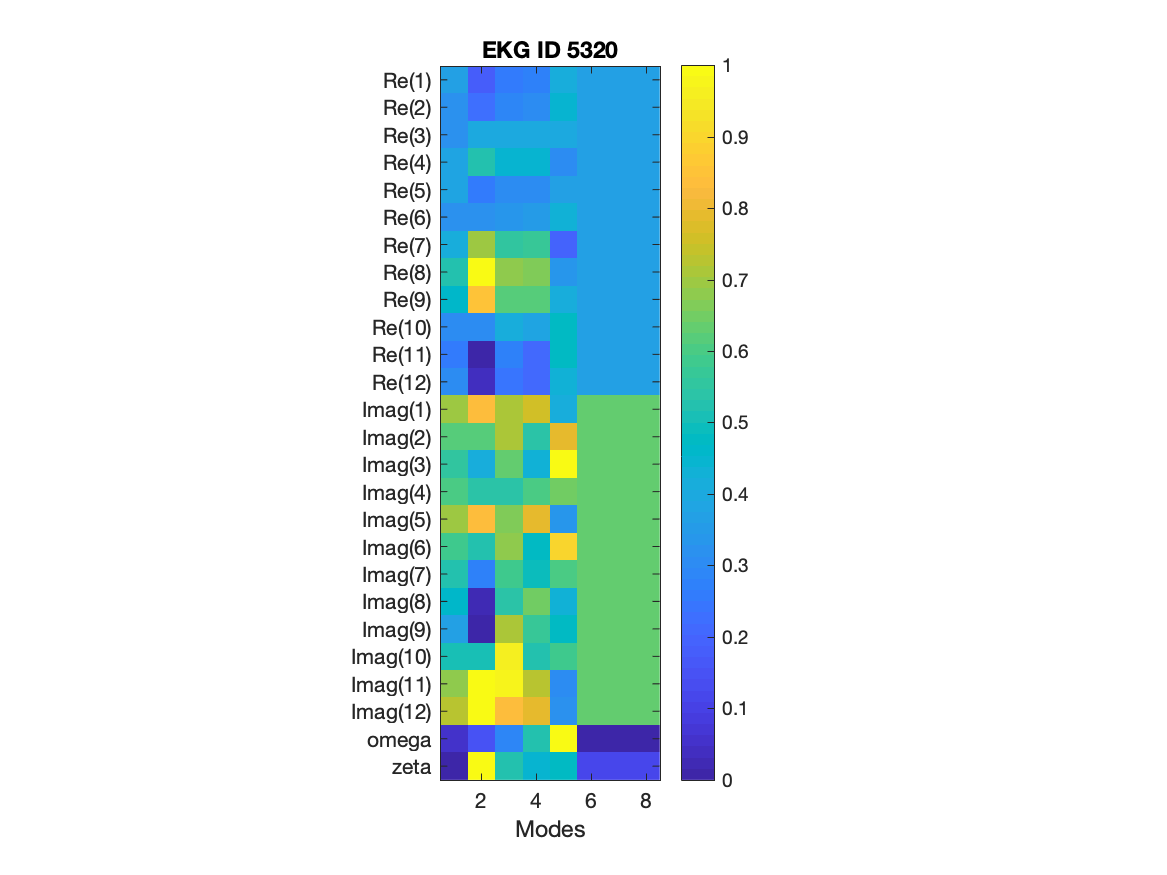 EKG ID 5320
Re(1)
Re(2)
Re(3)
Re(4)
Re(5)
Re(6)
Re(7)
Re(8)
Re(9)
Re(10)
Re(11)
Re(12)
Imag(1)
Imag(2)
Imag(3)
Imag(4)
Imag(5)
Imag(6)
Imag(7)
Imag(8)
Imag(9)
Imag(10)
Imag(11)
Imag(12)
omega
zeta
2 4 6 8
Modes
1
0.9
0.8
0.7
0.6
0.5
0.4
0.3
0.2
0.1
0